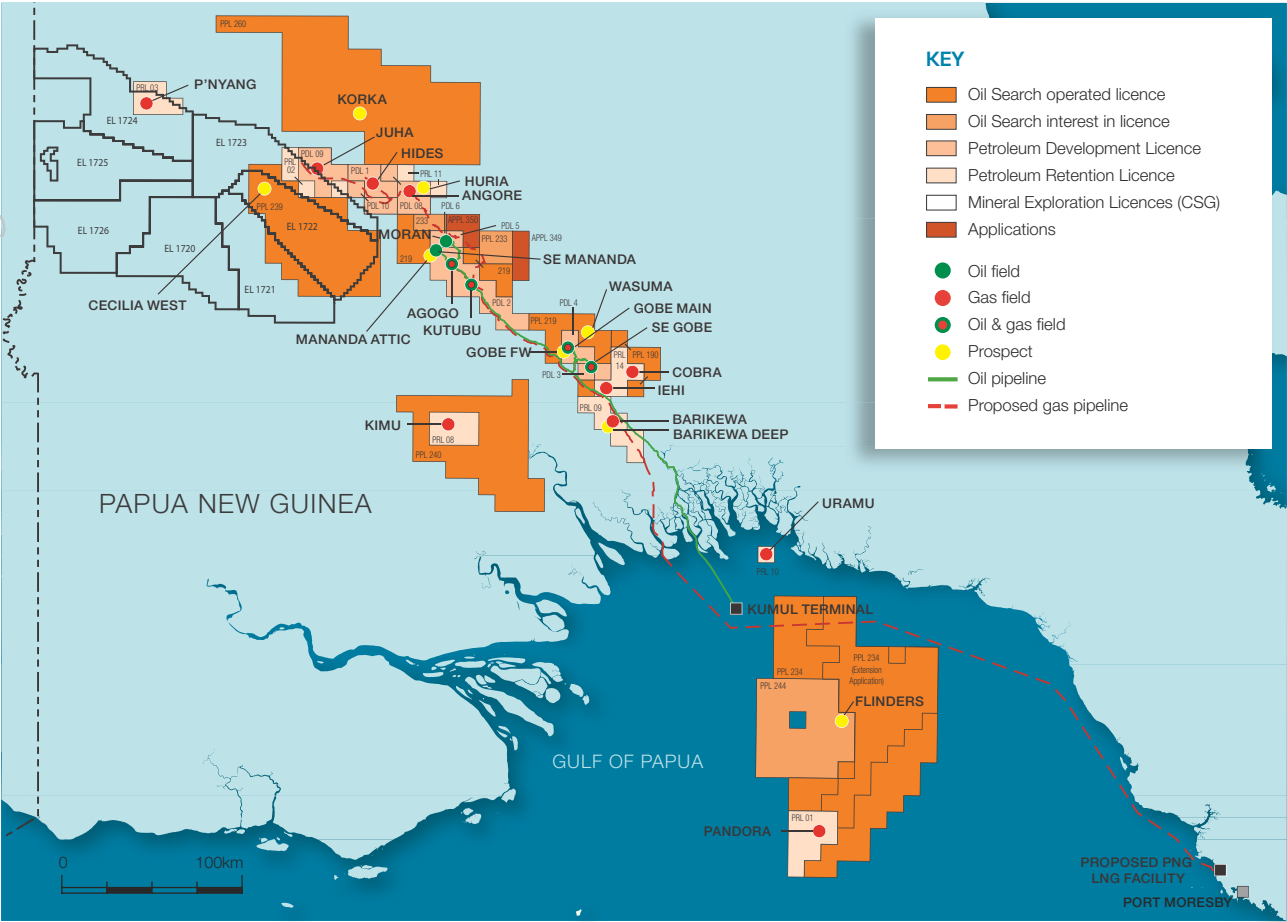 PPL 260
KEY
Oil Search operated licence
Oil Search interest in licence
Petroleum Development Licence
Petroleum Retention Licence
Mineral Exploration Licences (CSG)
Applications
Oil field
Gas field
Oil & gas field
Prospect
Oil pipeline
Proposed gas pipeline
PRL 03
P'NYANG
KORKA
EL 1724
EL 1723
JUHA
EL 1725
PDL 09
HIDES
PRL
02
PDL 1
PRL 11
HURIA
ANGORE
PPL 239
PDL 10
PDL 08
PDL 6
EL 1726
EL 1722
233
APPL 350
PDL 5
MORAN
PPL 233
APPL 349
EL 1720
219
SE MANANDA
219
EL 1721
WASUMA
CECILIA WEST
AGOGO
PDL 2
PDL 4
GOBE MAIN
KUTUBU
PPL 219
SE GOBE
MANANDA ATTIC
GOBE FW
PRL
14
PPL 190
PDL 3
COBRA
IEHI
PRL 09
KIMU
BARIKEWA
BARIKEWA DEEP
PRL 08
PPL 240
PAPUA NEW GUINEA
URAMU
PRL 10
KUMUL TERMINAL
PPL 234
PPL 234
(Extension
Application)
PPL 244
FLINDERS
GULF OF PAPUA
PRL 01
PANDORA
0
100km
PROPOSED PNG
LNG FACILITY
PORT MORESBY